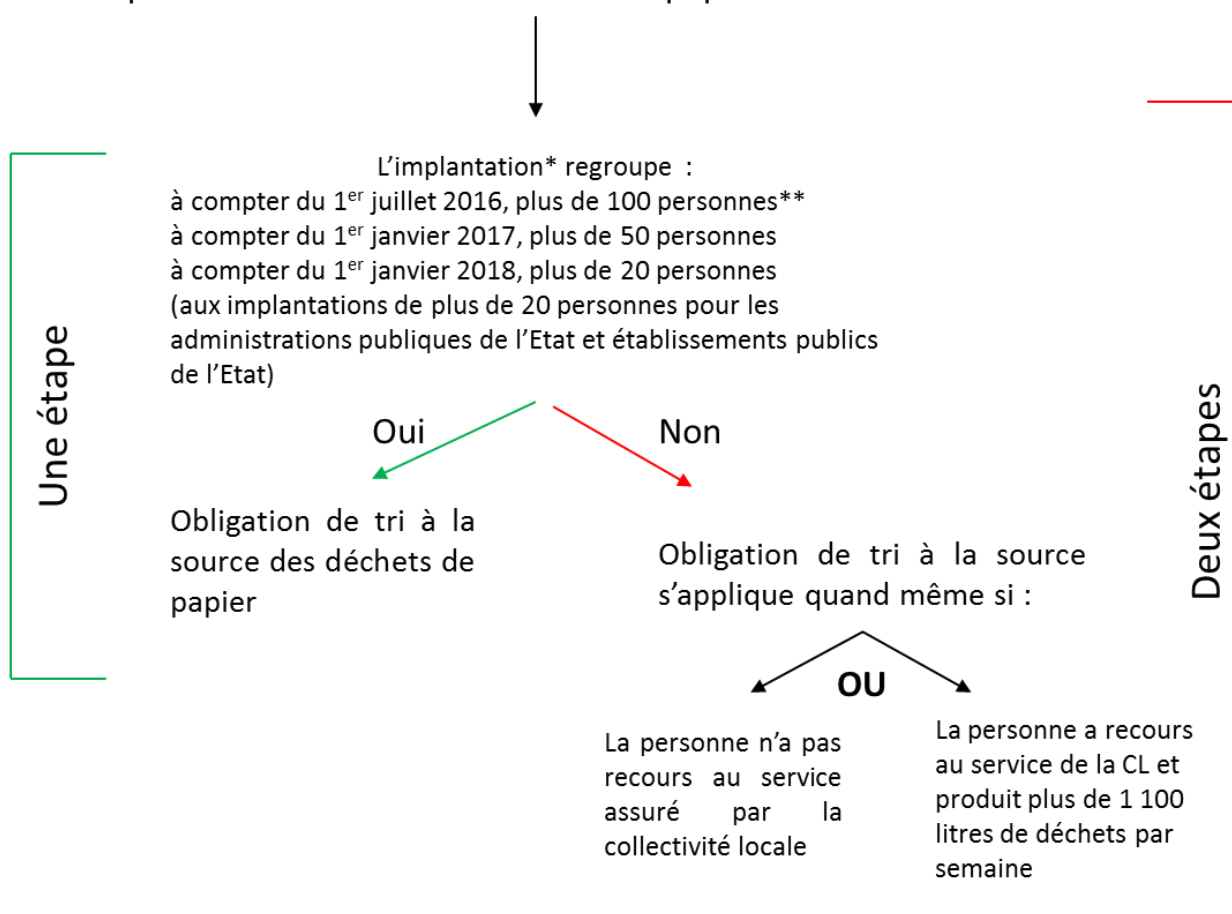 L'implantation* regroupe :
à compter du 1er juillet 2016, plus de 100 personnes**
à compter du 1er janvier 2017, plus de 50 personnes
à compter du 1er janvier 2018, plus de 20 personnes
(aux implantations de plus de 20 personnes pour les
administrations publiques de l'Etat et établissements publics
de l'Etat)
Une étape
Oui
Non
Obligation de tri à la
source des déchets de
papier
Obligation de tri à la source
s'applique quand même si :
Deux étapes
OU
La personne n'a pas
recours au service
assuré par la
collectivité locale
La personne a recours
au service de la CL et
produit plus de 1 100
litres de déchets par
semaine